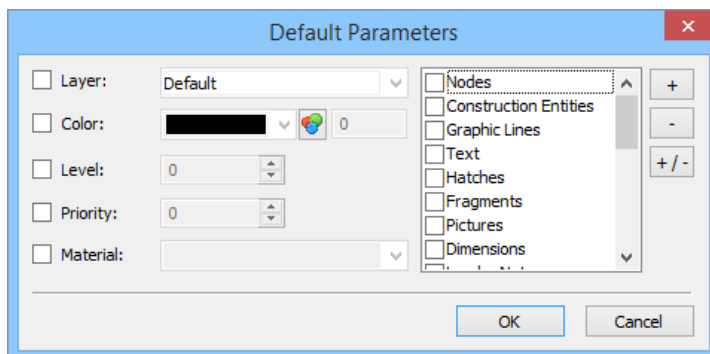 Default Parameters
Layer:
Default
Color:
0
Level:
0
Priority:
0
Material:
Nodes
Construction Entities
Graphic Lines
Text
Hatches
Fragments
Pictures
Dimensions
+
-
+ / -
OK
Cancel